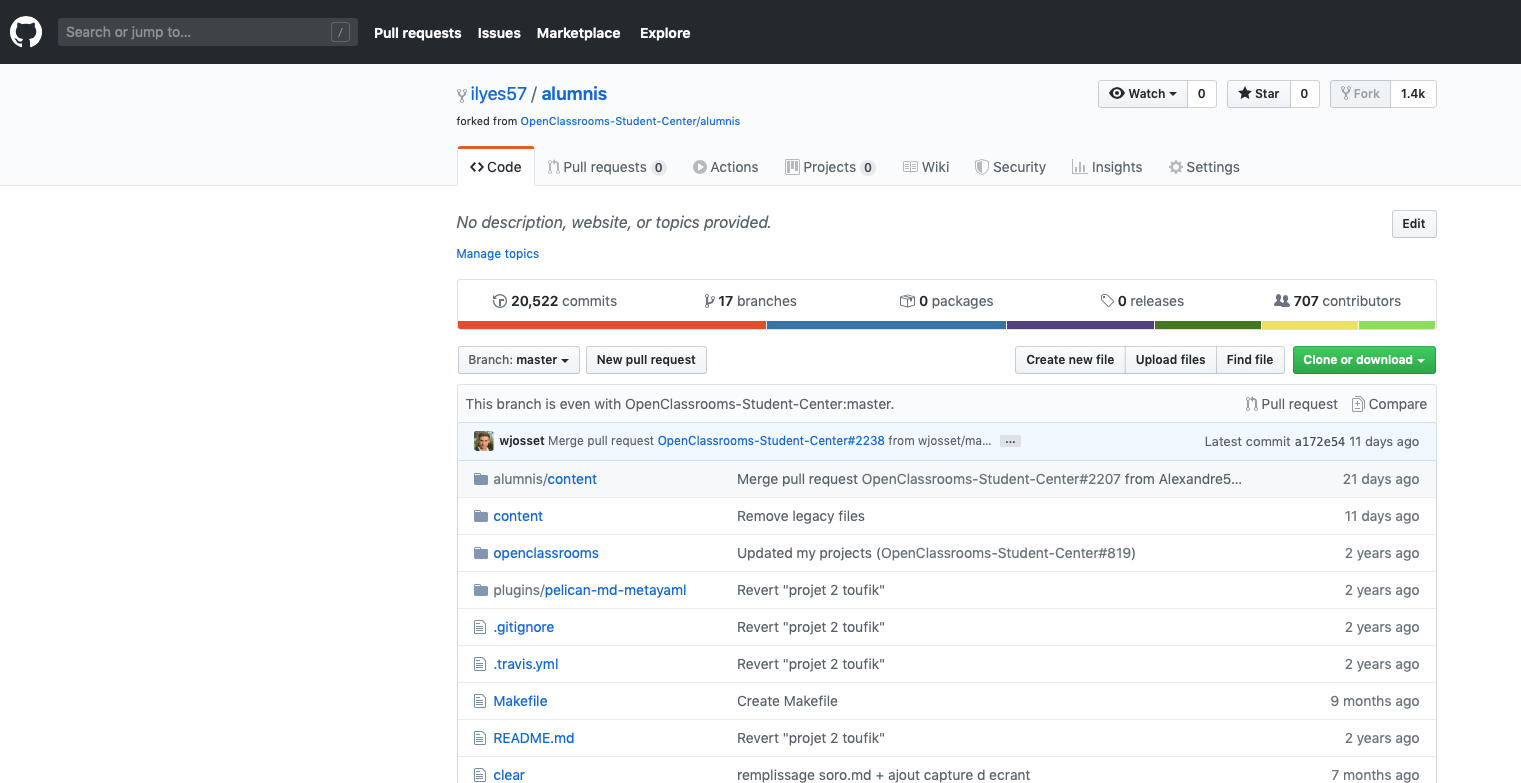 Search or jump to... / Pull requests Issues Marketplace Explore
ilyes57 / alumnis Watch 0 Star 0 Fork 1.4k
forked from OpenClassrooms-Student-Center/alumnis
Code Pull requests 0 Actions Projects 0 Wiki Security Insights Settings
No description, website, or topics provided. Edit
Manage topics
20,522 commits 17 branches 0 packages 0 releases 707 contributors
Branch: master New pull request Create new file Upload files Find file Clone or download
This branch is even with OpenClassrooms-Student-Center:master. Pull request Compare
wjosset Merge pull request OpenClassrooms-Student-Center#2238 from wjosset/ma... ... Latest commit a172e54 11 days ago
alumnis/content Merge pull request OpenClassrooms-Student-Center#2207 from Alexandre5... 21 days ago
content Remove legacy files 11 days ago
openclassrooms Updated my projects (OpenClassrooms-Student-Center#819) 2 years ago
plugins/pelican-md-metayaml Revert "projet 2 toufik" 2 years ago
.gitignore Revert "projet 2 toufik" 2 years ago
.travis.yml Revert "projet 2 toufik" 2 years ago
Makefile Create Makefile 9 months ago
README.md Revert "projet 2 toufik" 2 years ago
clear remplissage soro.md + ajout capture d ecrant 7 months ago